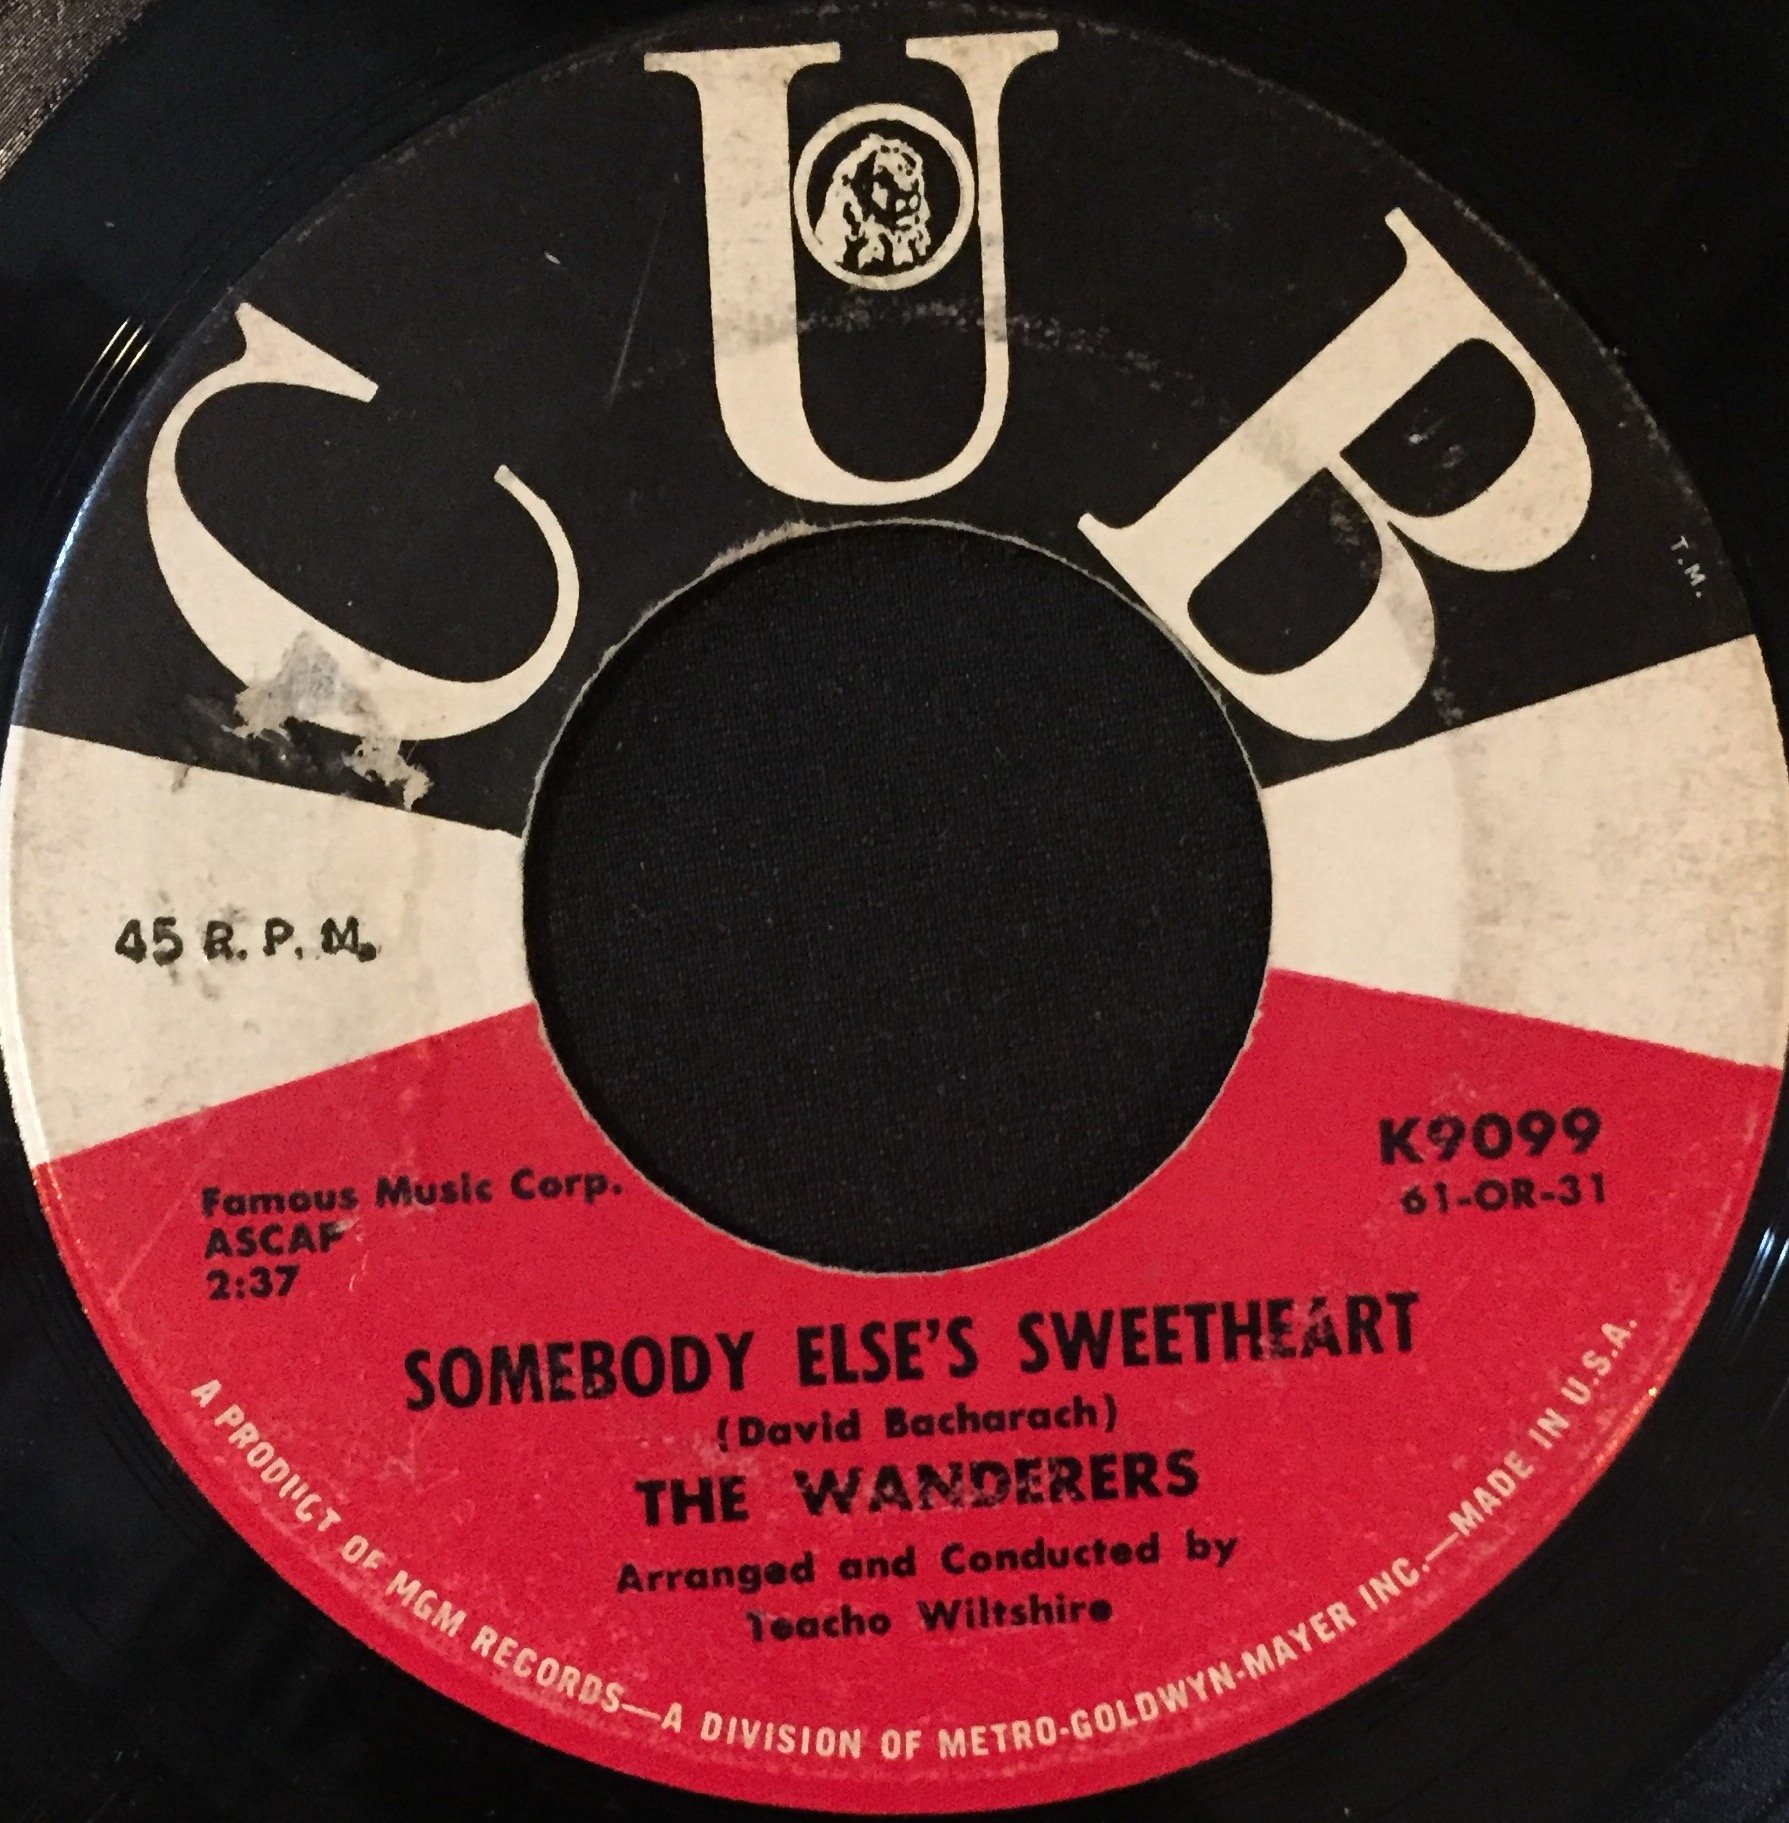 CUB
T.M.
45 R.P.M.
K9099
61-OR-31
Famous Music Corp.
ASCAP
2:37
SOMEBODY ELSE'S SWEETHEART
(David Bacharach)
THE WANDERERS
Arranged and Conducted by
Teacho Wiltshire
A PRODUCT OF MGM RECORDS—A DIVISION OF METRO-GOLDWYN-MAYER INC.—MADE IN U.S.A.